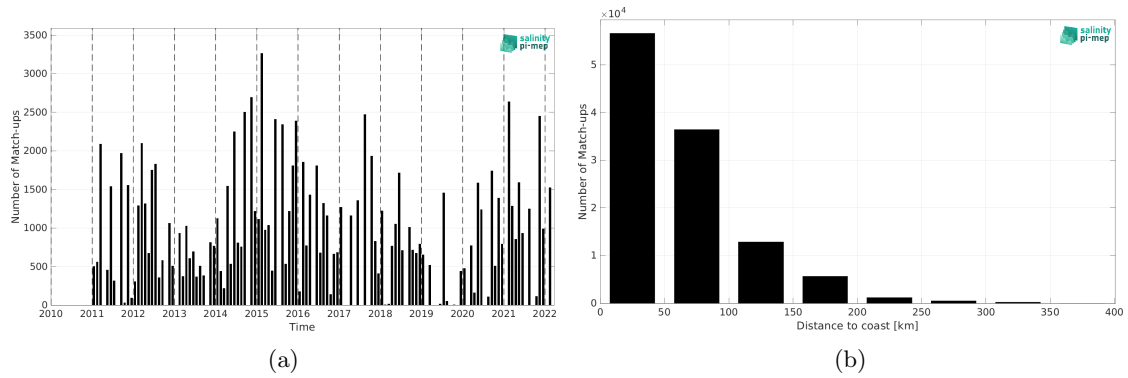 salinity
pi-mep
3500
3000
2500
2000
1500
1000
500
0
Number of Match-ups
2010 2011 2012 2013 2014 2015 2016 2017 2018 2019 2020 2021 2022
Time
(a)
×10⁴
salinity
pi-mep
5
4
3
2
1
0
Number of Match-ups
0 50 100 150 200 250 300 350 400
Distance to coast [km]
(b)